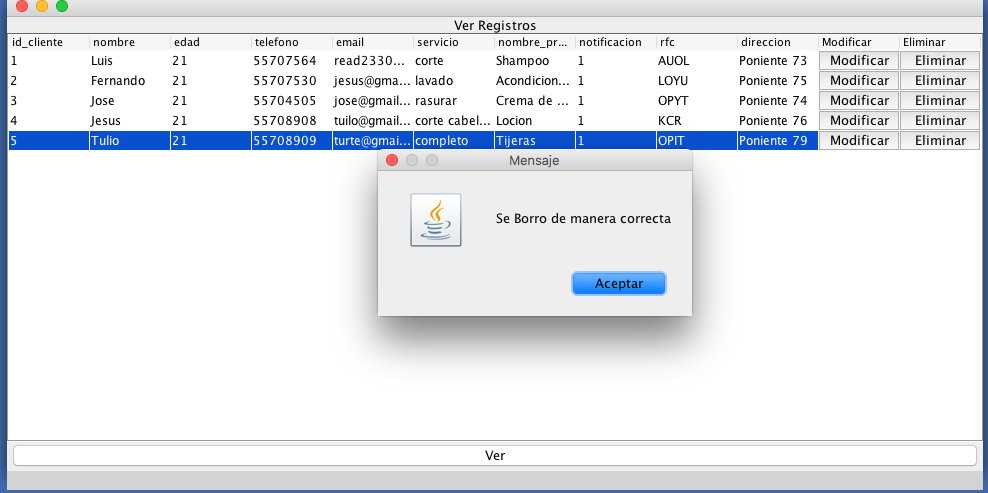 Ver Registros
id_cliente nombre edad telefono email servicio nombre_pr... notificacion rfc direccion Modificar Eliminar
1 Luis 21 55707564 read2330... corte Shampoo 1 AUOL Poniente 73 Modificar Eliminar
2 Fernando 21 55707530 jesus@gma... lavado Acondicion... 1 LOYU Poniente 75 Modificar Eliminar
3 Jose 21 55704505 jose@gmail... rasurar Crema de ... 1 OPYT Poniente 74 Modificar Eliminar
4 Jesus 21 55708908 tuilo@gmail... corte cabel... Locion 1 KCR Poniente 76 Modificar Eliminar
5 Tulio 21 55708909 turte@gmai... completo Tijeras 1 OPIT Poniente 79 Modificar Eliminar
Mensaje
Se Borro de manera correcta
Aceptar
Ver